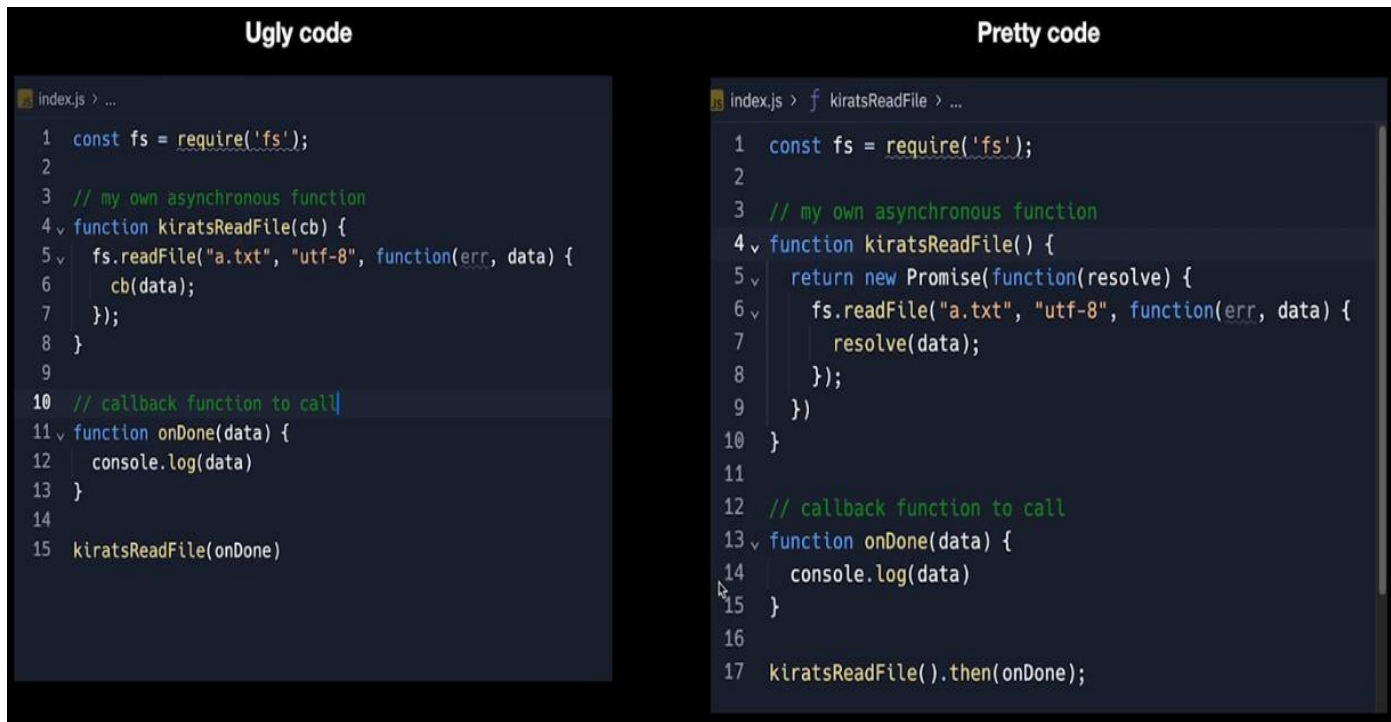 Ugly code
index.js > ...
1 const fs = require('fs');
2
3 // my own asynchronous function
4 function kiratsReadFile(cb) {
5 fs.readFile("a.txt", "utf-8", function(err, data) {
6 cb(data);
7 });
8 }
9
10 // callback function to call
11 function onDone(data) {
12 console.log(data)
13 }
14
15 kiratsReadFile(onDone)
Pretty code
index.js > f kiratsReadFile > ...
1 const fs = require('fs');
2
3 // my own asynchronous function
4 function kiratsReadFile() {
5 return new Promise(function(resolve) {
6 fs.readFile("a.txt", "utf-8", function(err, data) {
7 resolve(data);
8 });
9 })
10 }
11
12 // callback function to call
13 function onDone(data) {
14 console.log(data)
15 }
16
17 kiratsReadFile().then(onDone);